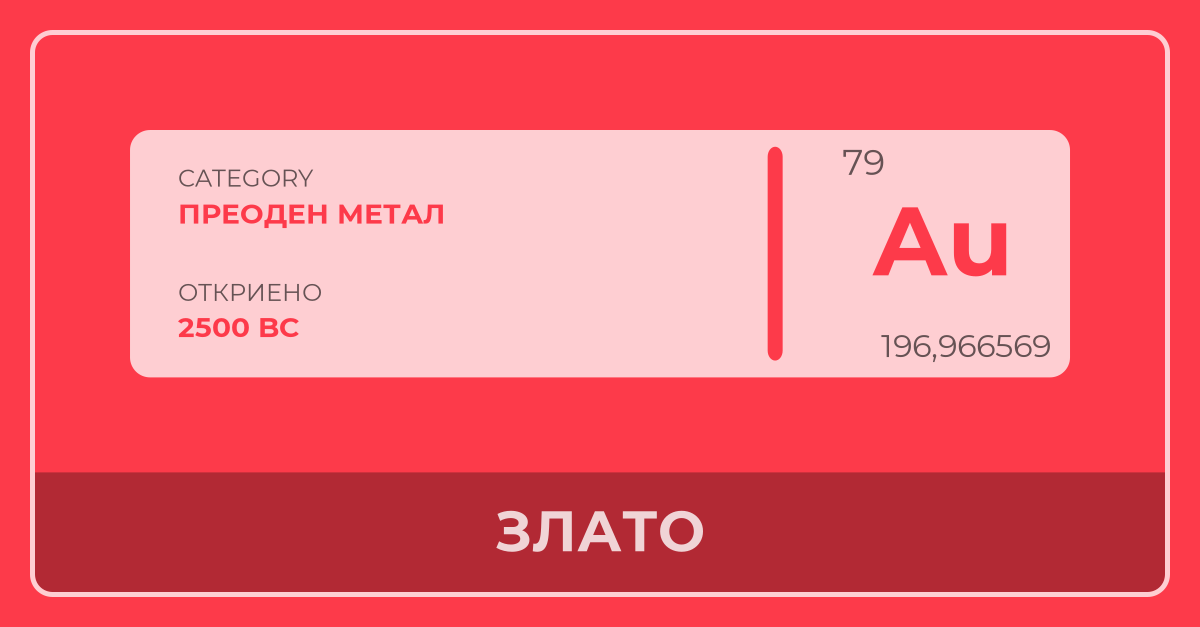 CATEGORY
ПРЕОДЕН МЕТАЛ
ОТКРИЕНО
2500 BC
79
Au
196,966569
ЗЛАТО